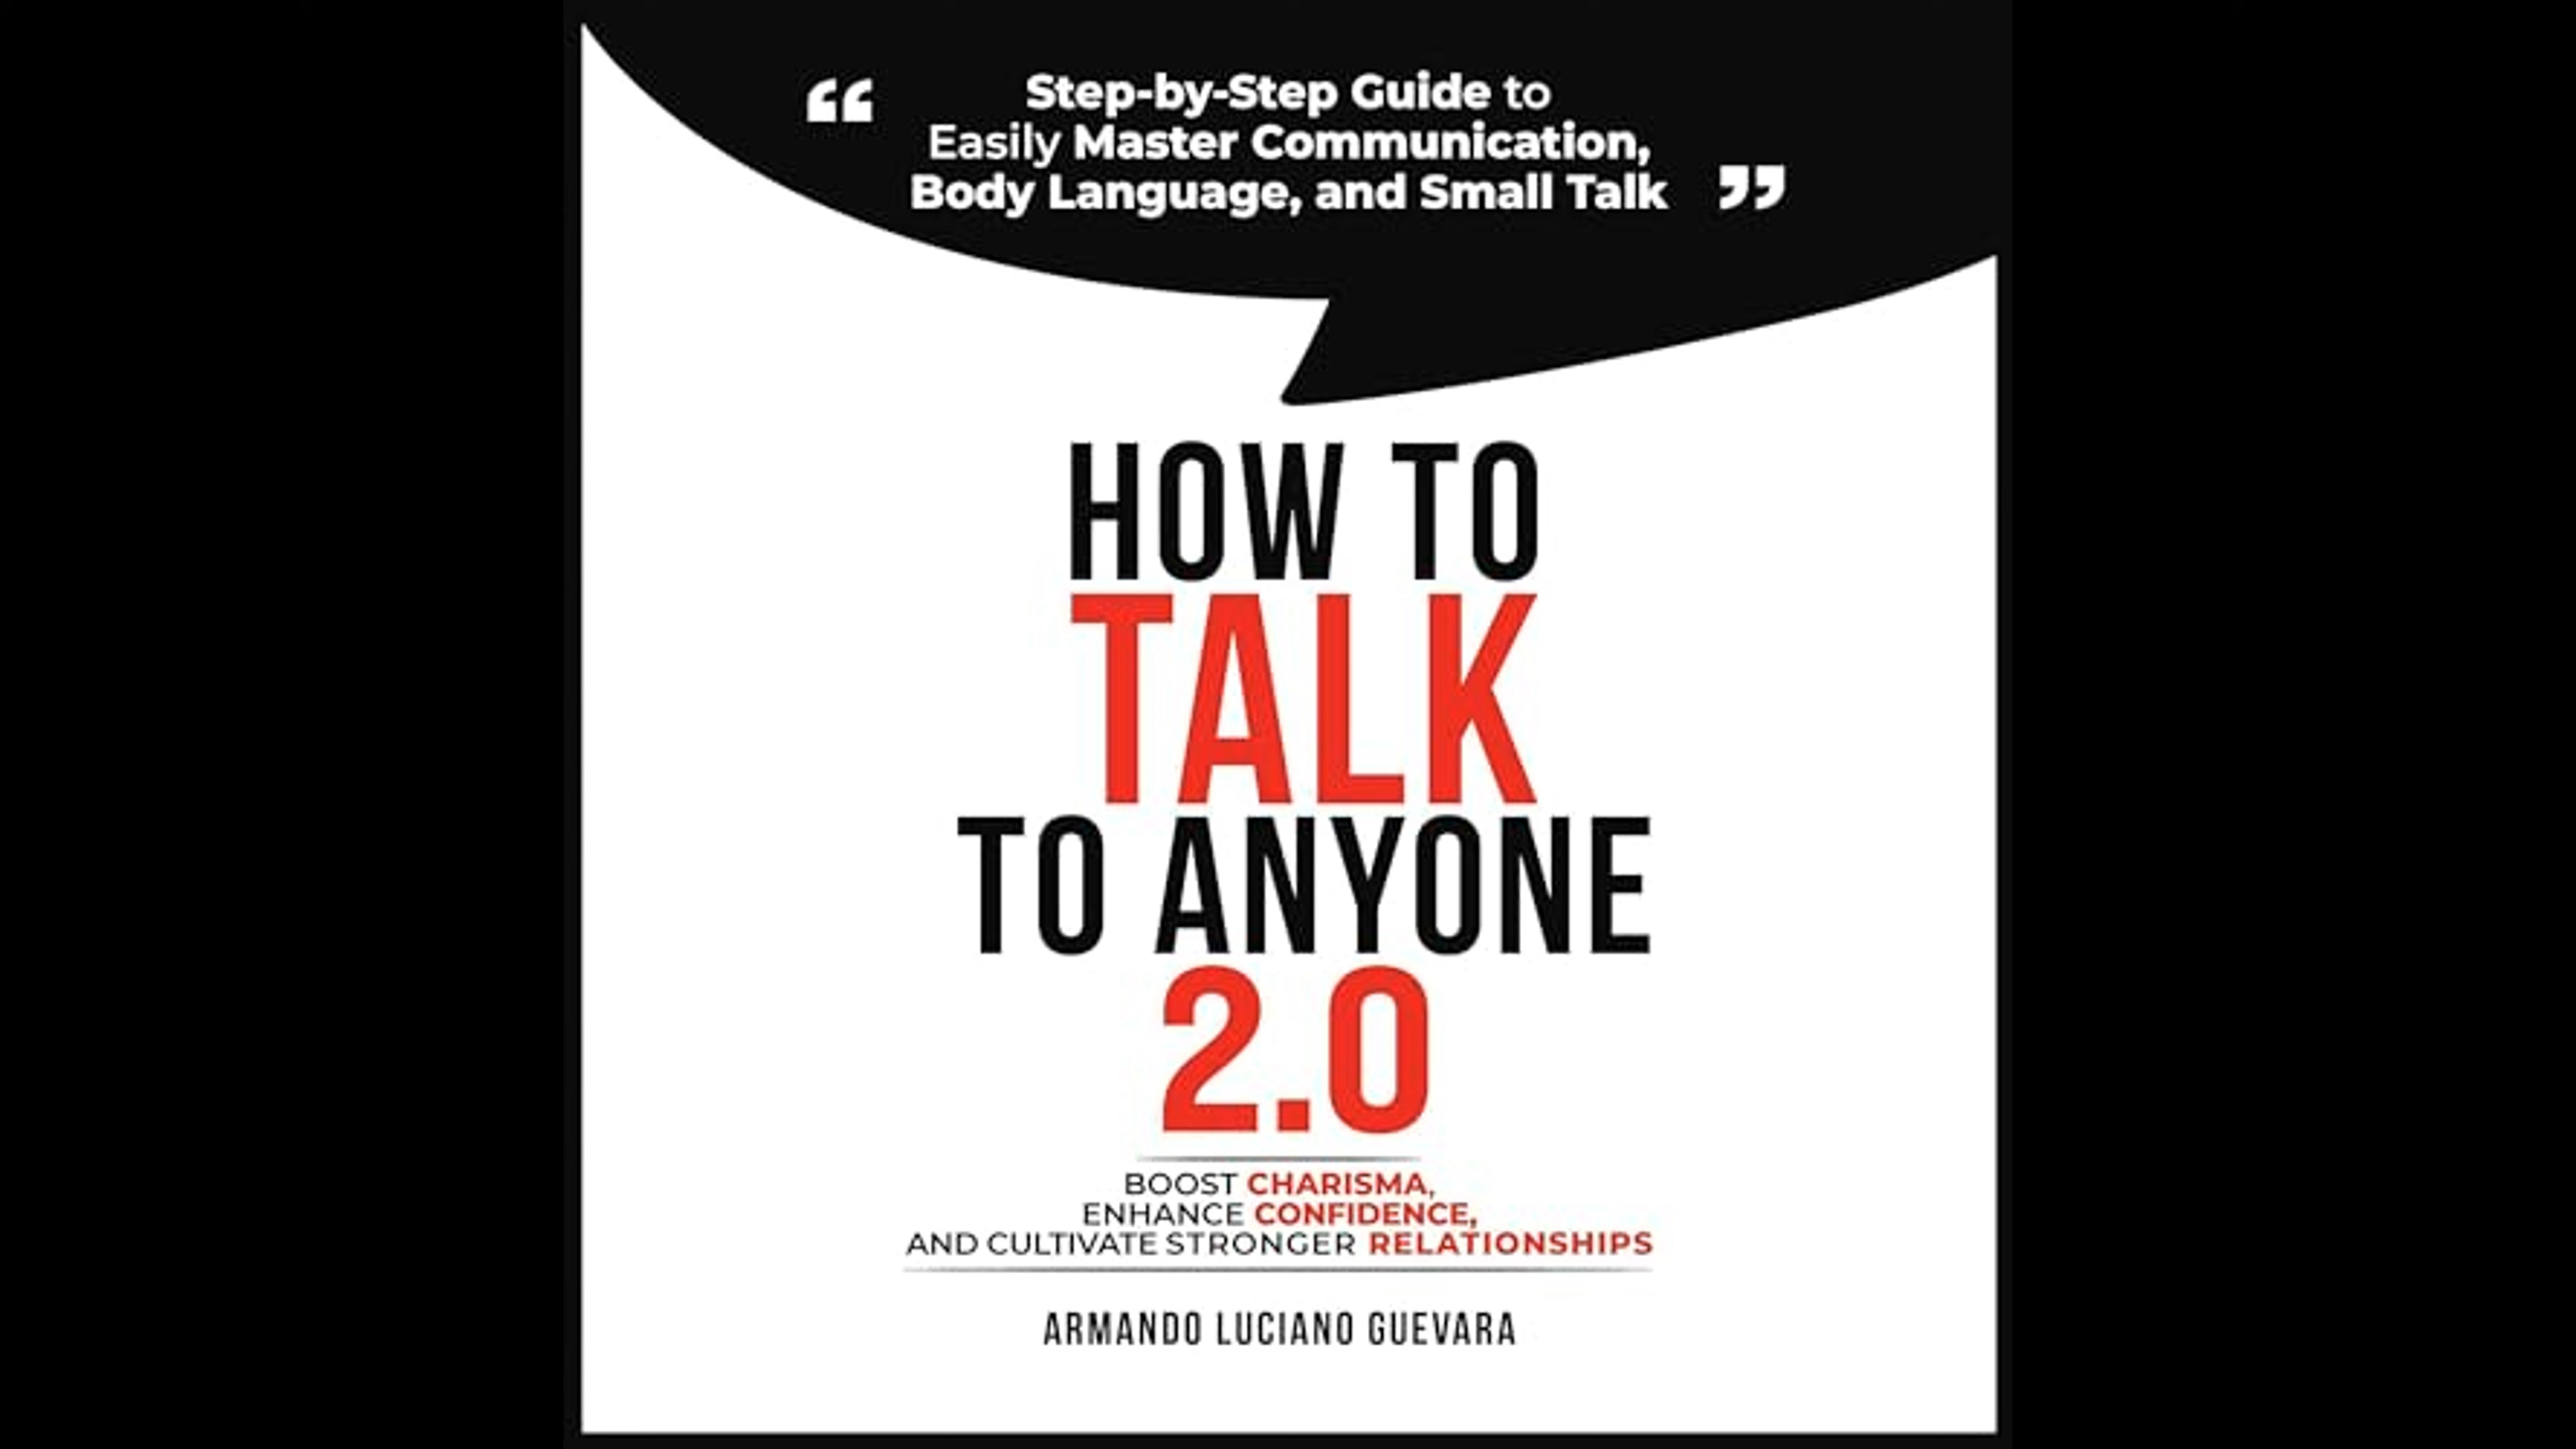 “ Step-by-Step Guide to
Easily Master Communication,
Body Language, and Small Talk ”
HOW TO
TALK
TO ANYONE
2.0
BOOST CHARISMA,
ENHANCE CONFIDENCE,
AND CULTIVATE STRONGER RELATIONSHIPS
ARMANDO LUCIANO GUEVARA